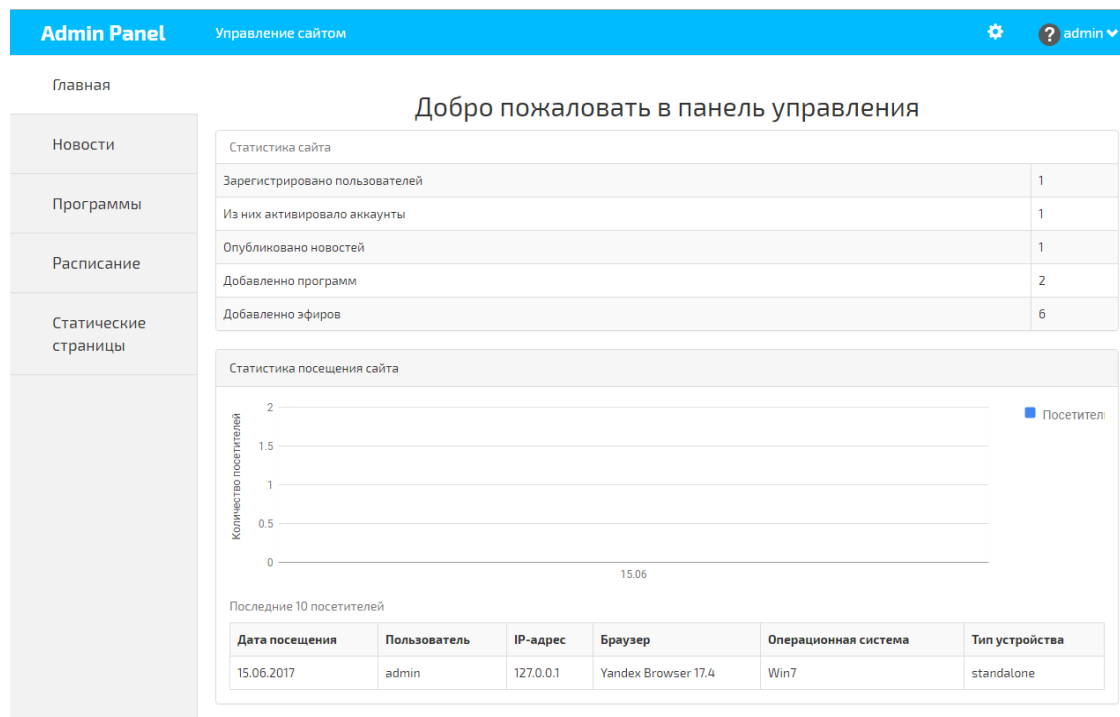 Admin Panel Управление сайтом ? admin
Главная
Новости
Программы
Расписание
Статические
страницы
Добро пожаловать в панель управления
Статистика сайта
Зарегистрировано пользователей 1
Из них активировало аккаунты 1
Опубликовано новостей 1
Добавленно программ 2
Добавленно эфиров 6
Статистика посещения сайта
Количество посетителей
2
1.5
1
0.5
0
15.06
Посетител
Последние 10 посетителей
Дата посещения Пользователь IP-адрес Браузер Операционная система Тип устройства
15.06.2017 admin 127.0.0.1 Yandex Browser 17.4 Win7 standalone